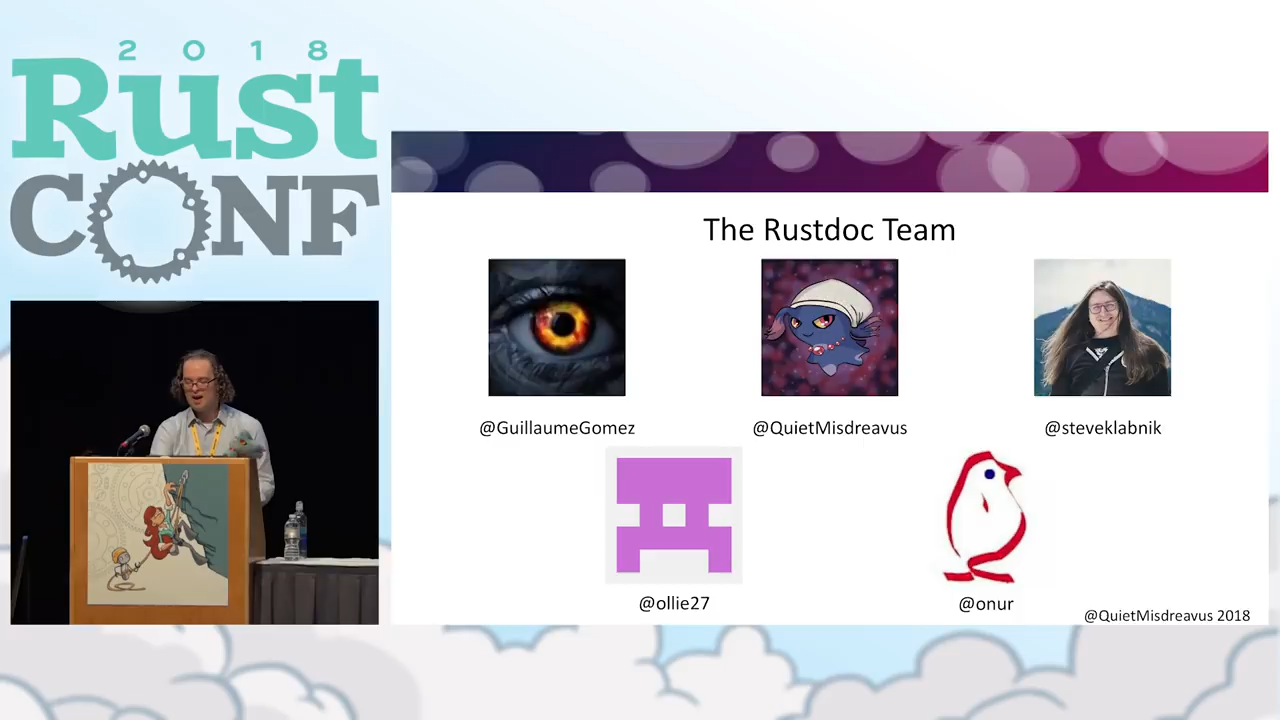 2018
Rust
CONF
The Rustdoc Team
@GuillaumeGomez
@QuietMisdreavus
@steveklabnik
@ollie27
@onur
@QuietMisdreavus 2018